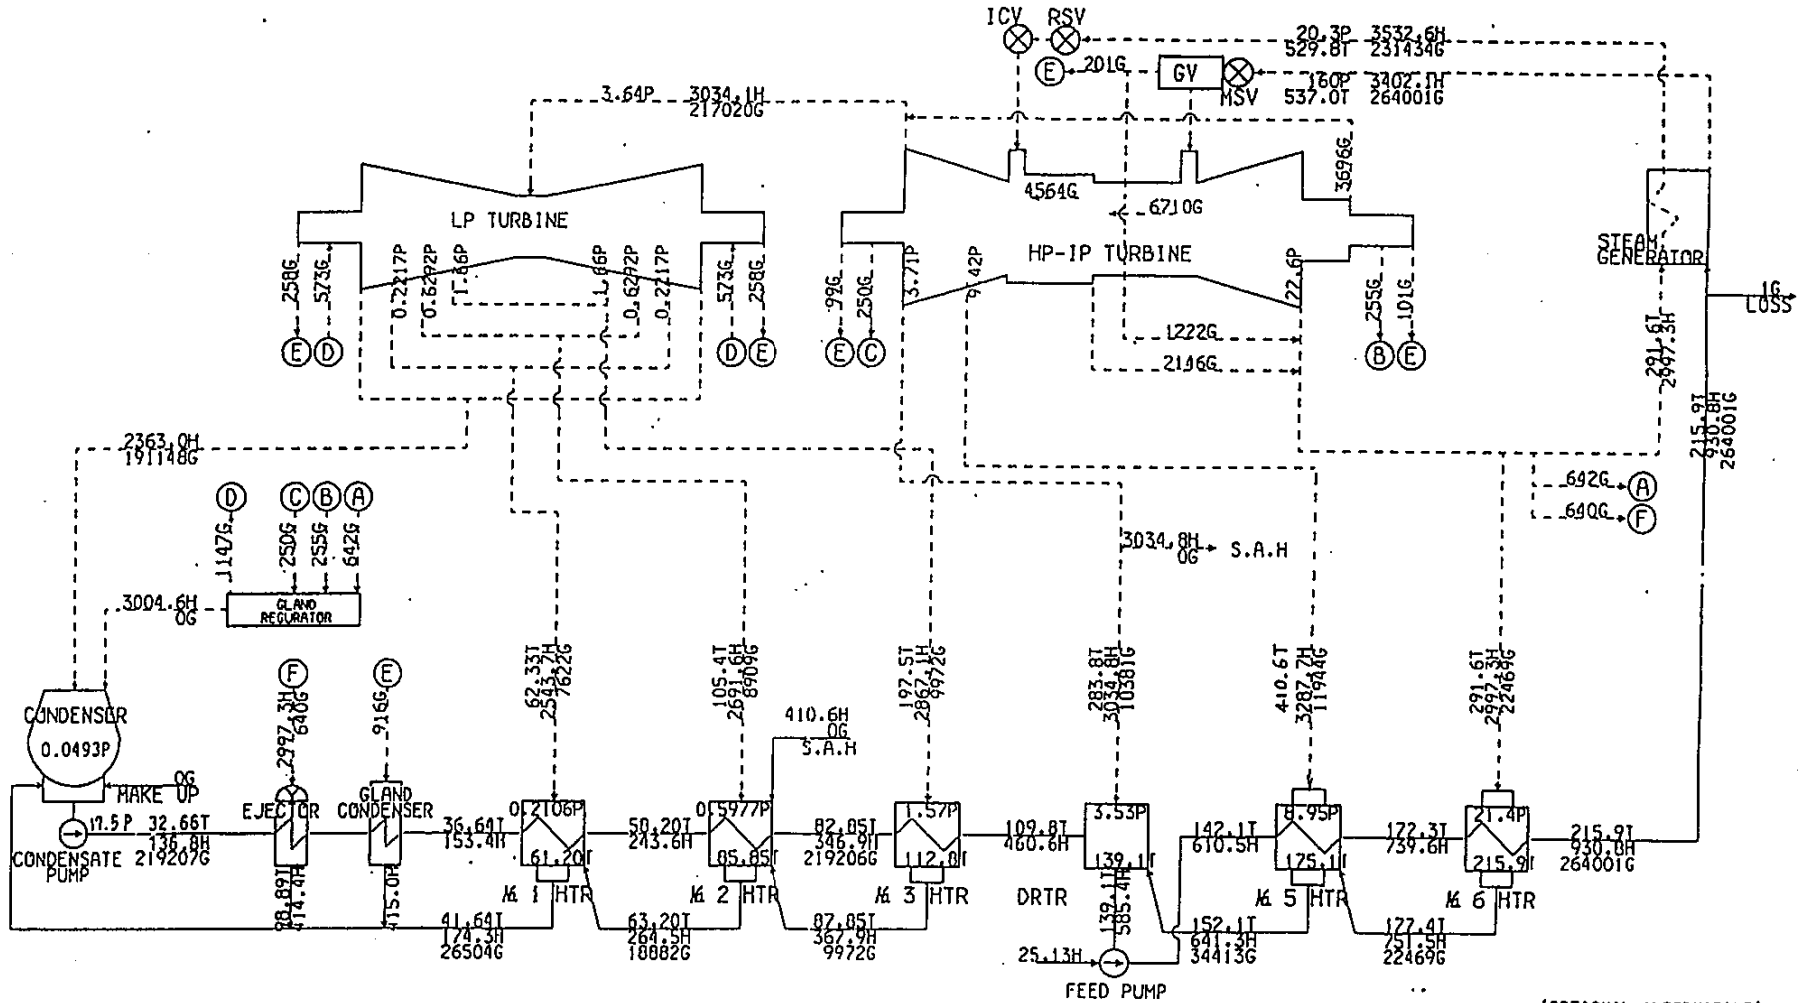 ICV RSV
20.3P 3532.6H
529.8T 231434G
E 201G GV
MSV
160P 3402.1H
537.0T 264001G
3.64P 3034.1H
217020G
3696G
4564G
6710G
LP TURBINE
HP-IP TURBINE
STEAM
GENERATOR
1G
LOSS
258G
573G
0.2217P
0.6292P
1.66P
1.66P
0.6292P
0.2217P
573G
258G
99G
250G
3.71P
9.42P
22.6P
255G
101G
E D
D E
E C
B E
1222G
2146G
291.6T
2997.3H
215.9T
930.8H
264001G
2363.0H
191148G
642G A
640G F
D C B A
1147G
250G
255G
642G
3004.6H
0G
GLAND
REGURATOR
3034.8H
0G
S.A.H
F E
2997.3H
640G
916G
62.33T
2543.7H
7622G
105.4T
2691.6H
8909G
197.5T
2867.1H
9972G
283.8T
3034.8H
10381G
410.6T
3287.7H
11944G
291.6T
2997.3H
22469G
410.6H
0G
S.A.H
CONDENSER
0.0493P
0G
MAKE UP
EJECTOR
GLAND
CONDENSER
0.2106P
0.5977P
1.57P
3.53P
8.95P
21.4P
17.5P
32.66T
136.8H
219207G
36.64T
153.4H
50.20T
243.6H
82.85T
346.9H
219206G
109.8T
460.6H
142.1T
610.5H
172.3T
739.6H
215.9T
930.8H
264001G
CONDENSATE
PUMP
61.20T
85.85T
112.8T
139.1T
175.1T
215.9T
98.89T
414.4H
415.0H
№ 1 HTR
№ 2 HTR
№ 3 HTR
DRTR
№ 5 HTR
№ 6 HTR
139.1T
585.4H
41.64T
174.3H
26504G
63.20T
264.5H
18882G
87.85T
367.9H
9972G
152.1T
641.3H
34413G
177.4T
751.5H
22469G
25.13H
FEED PUMP